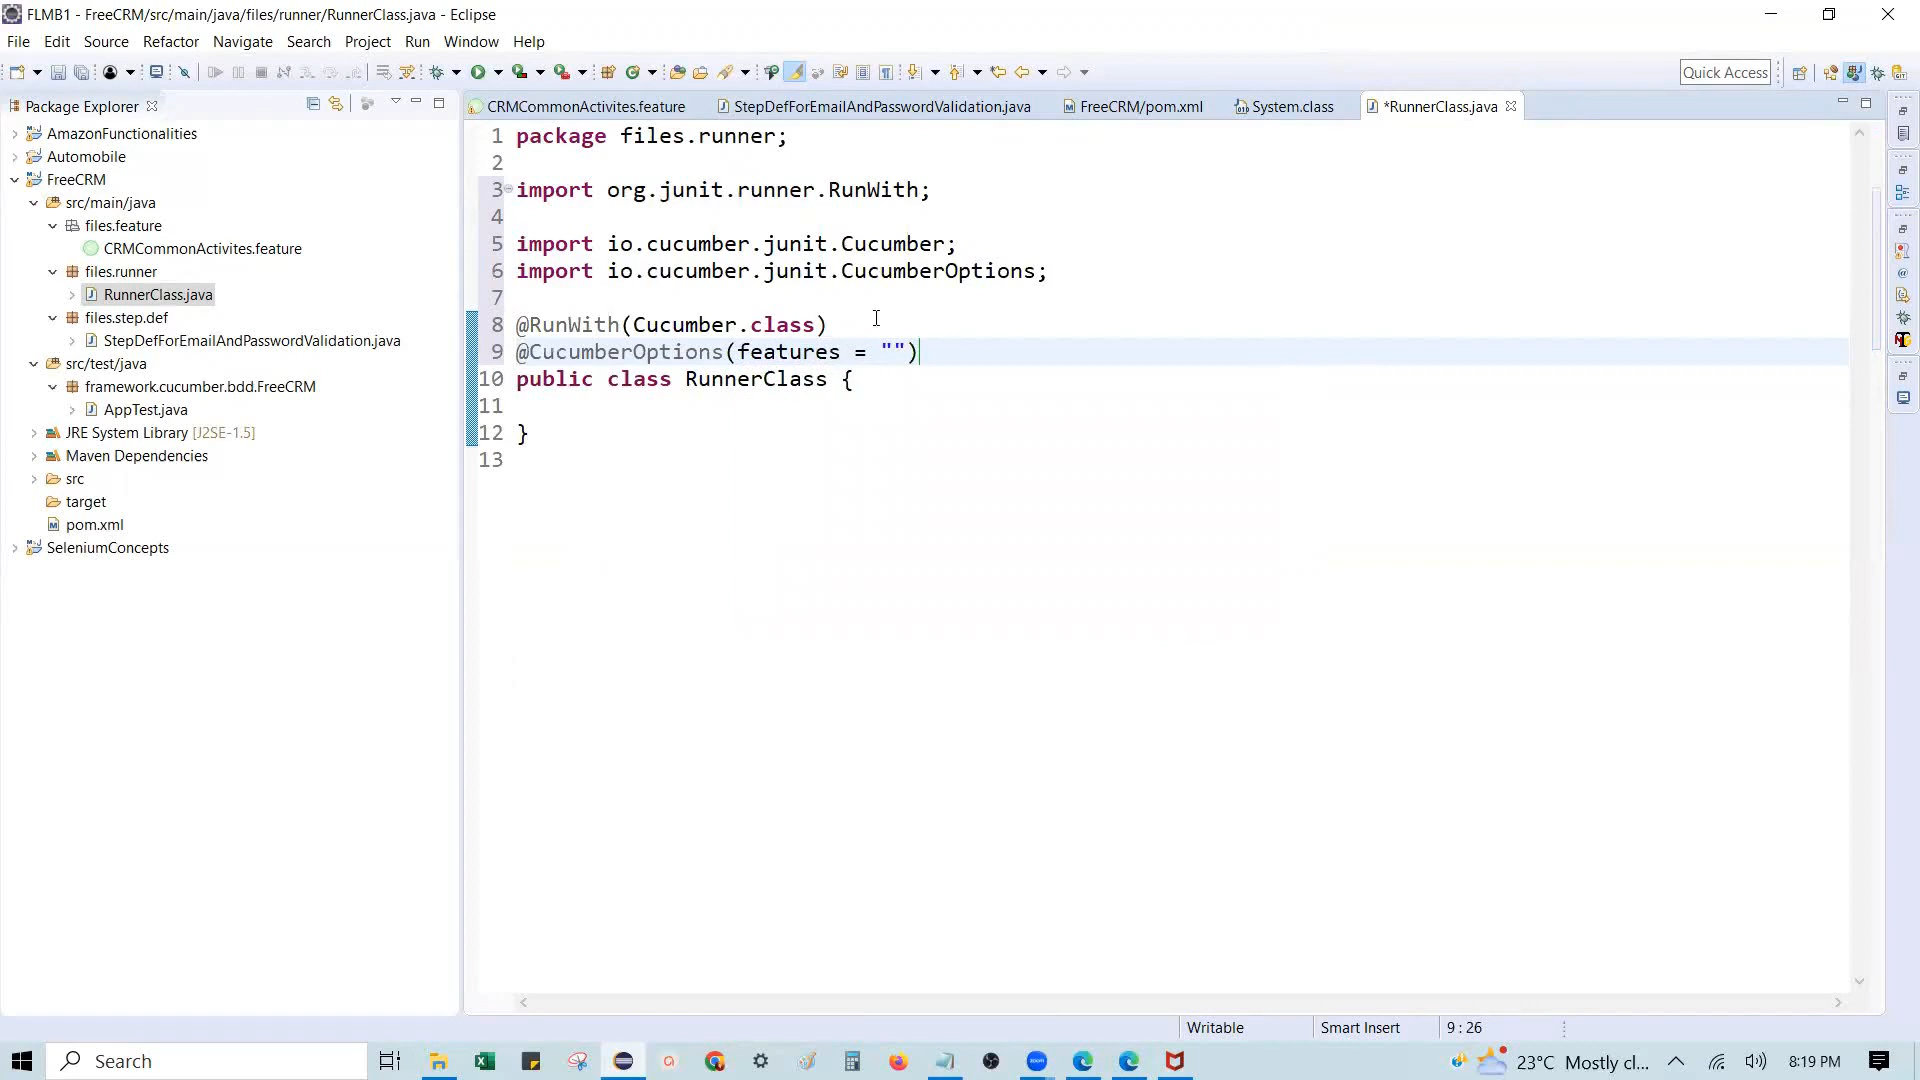 FLMB1 - FreeCRM/src/main/java/files/runner/RunnerClass.java - Eclipse
File Edit Source Refactor Navigate Search Project Run Window Help
Quick Access
Package Explorer
AmazonFunctionalities
Automobile
FreeCRM
src/main/java
files.feature
CRMCommonActivites.feature
files.runner
RunnerClass.java
files.step.def
StepDefForEmailAndPasswordValidation.java
src/test/java
framework.cucumber.bdd.FreeCRM
AppTest.java
JRE System Library [J2SE-1.5]
Maven Dependencies
src
target
pom.xml
SeleniumConcepts
CRMCommonActivites.feature StepDefForEmailAndPasswordValidation.java FreeCRM/pom.xml System.class *RunnerClass.java
1 package files.runner;
2
3 import org.junit.runner.RunWith;
4
5 import io.cucumber.junit.Cucumber;
6 import io.cucumber.junit.CucumberOptions;
7
8 @RunWith(Cucumber.class)
9 @CucumberOptions(features = "")
10 public class RunnerClass {
11
12 }
13
Writable Smart Insert 9 : 26
Search
23°C Mostly cl... 8:19 PM